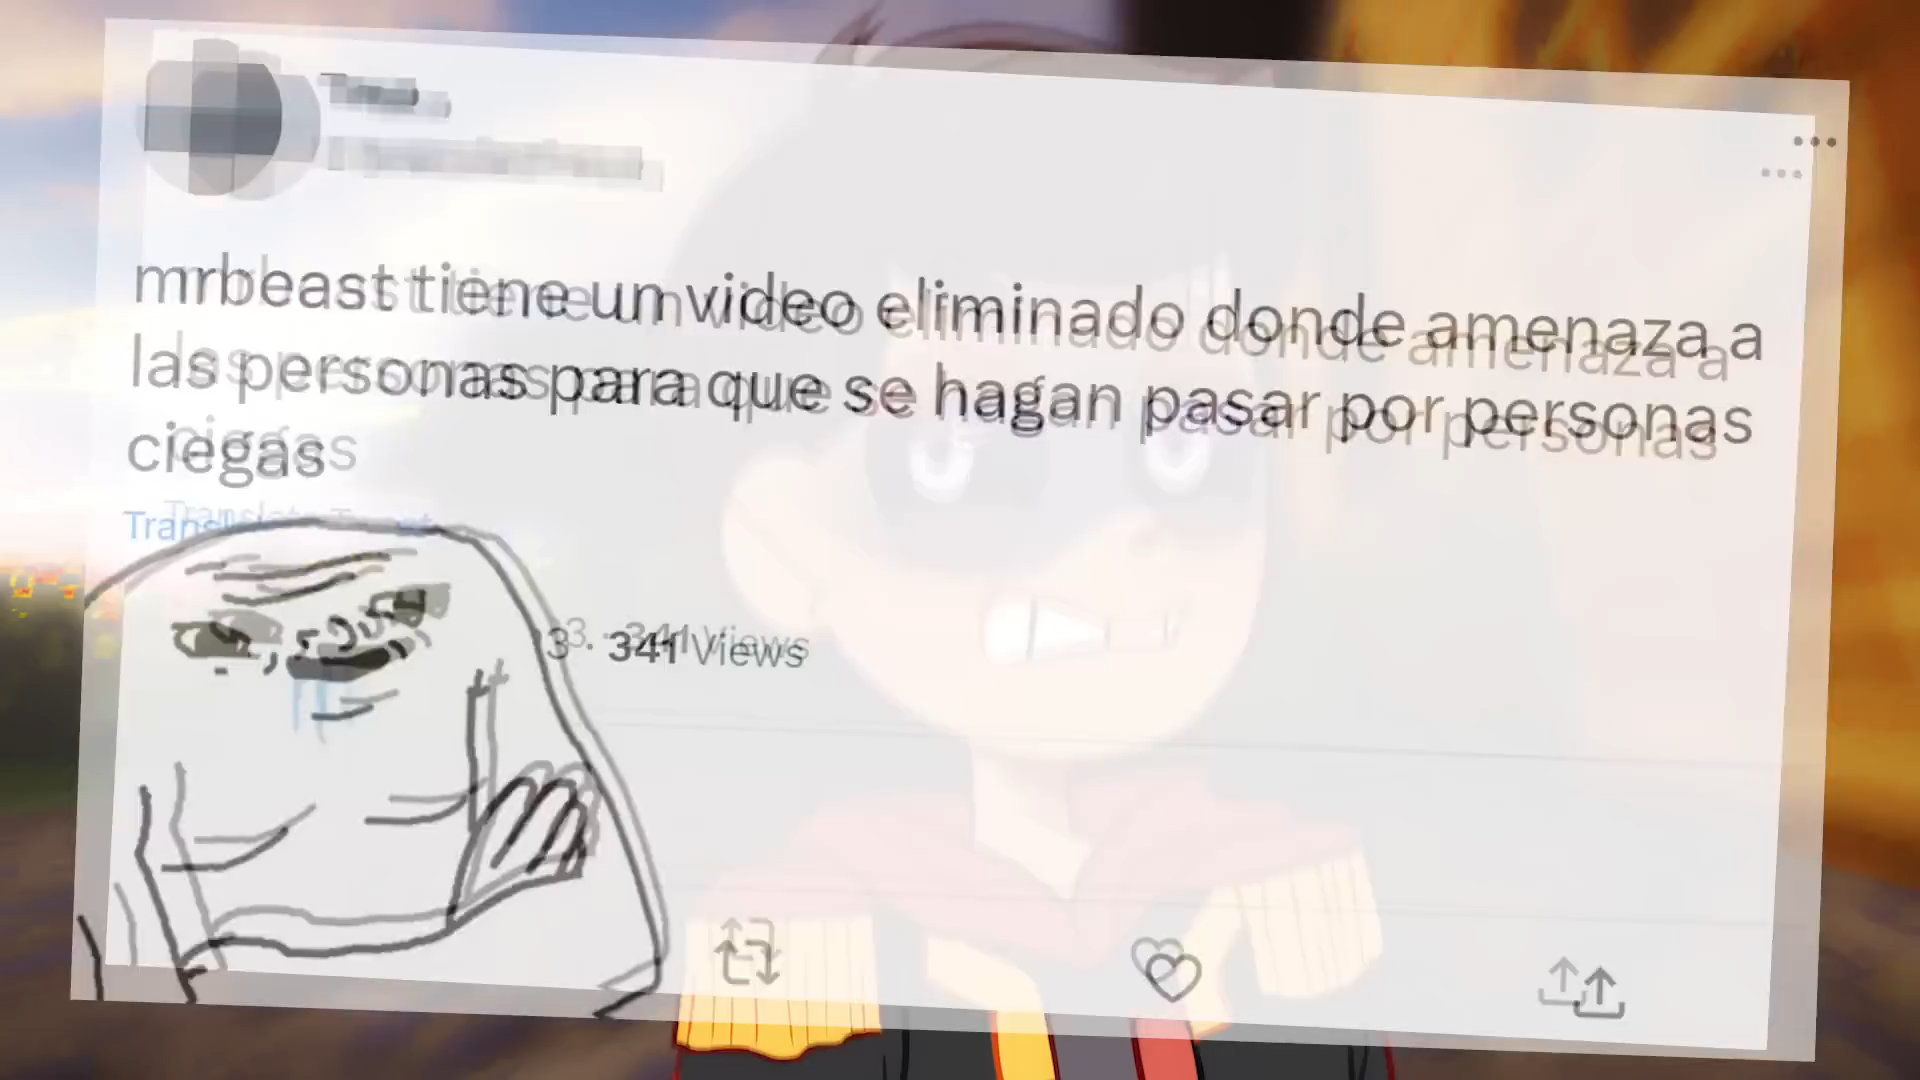 mrbeast tiene un video eliminado donde amenaza a
las personas para que se hagan pasar por personas
ciegas
3 · 341 Views